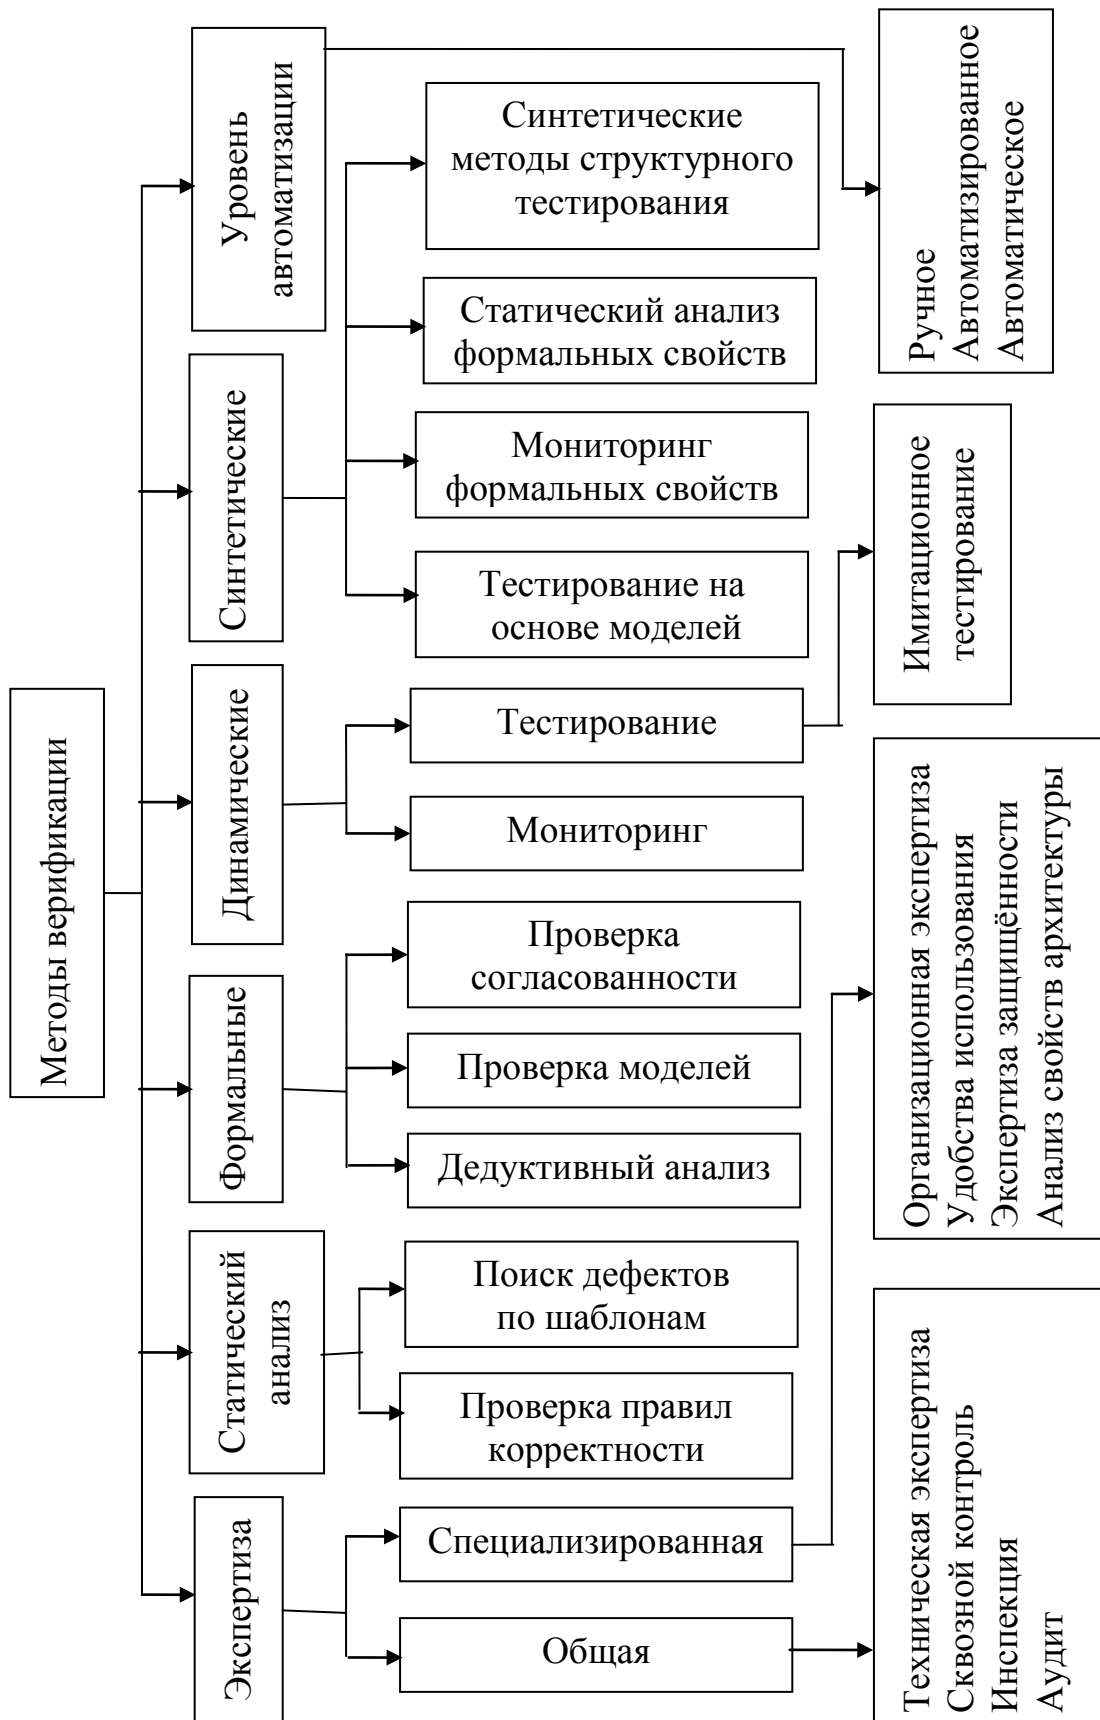 Методы верификации
Экспертиза
Статический
анализ
Формальные
Динамические
Синтетические
Уровень
автоматизации
Общая
Специализированная
Проверка правил
корректности
Поиск дефектов
по шаблонам
Дедуктивный анализ
Проверка моделей
Проверка
согласованности
Мониторинг
Тестирование
Тестирование на
основе моделей
Мониторинг
формальных свойств
Статический анализ
формальных свойств
Синтетические
методы структурного
тестирования
Техническая экспертиза
Сквозной контроль
Инспекция
Аудит
Организационная экспертиза
Удобства использования
Экспертиза защищённости
Анализ свойств архитектуры
Имитационное
тестирование
Ручное
Автоматизированное
Автоматическое